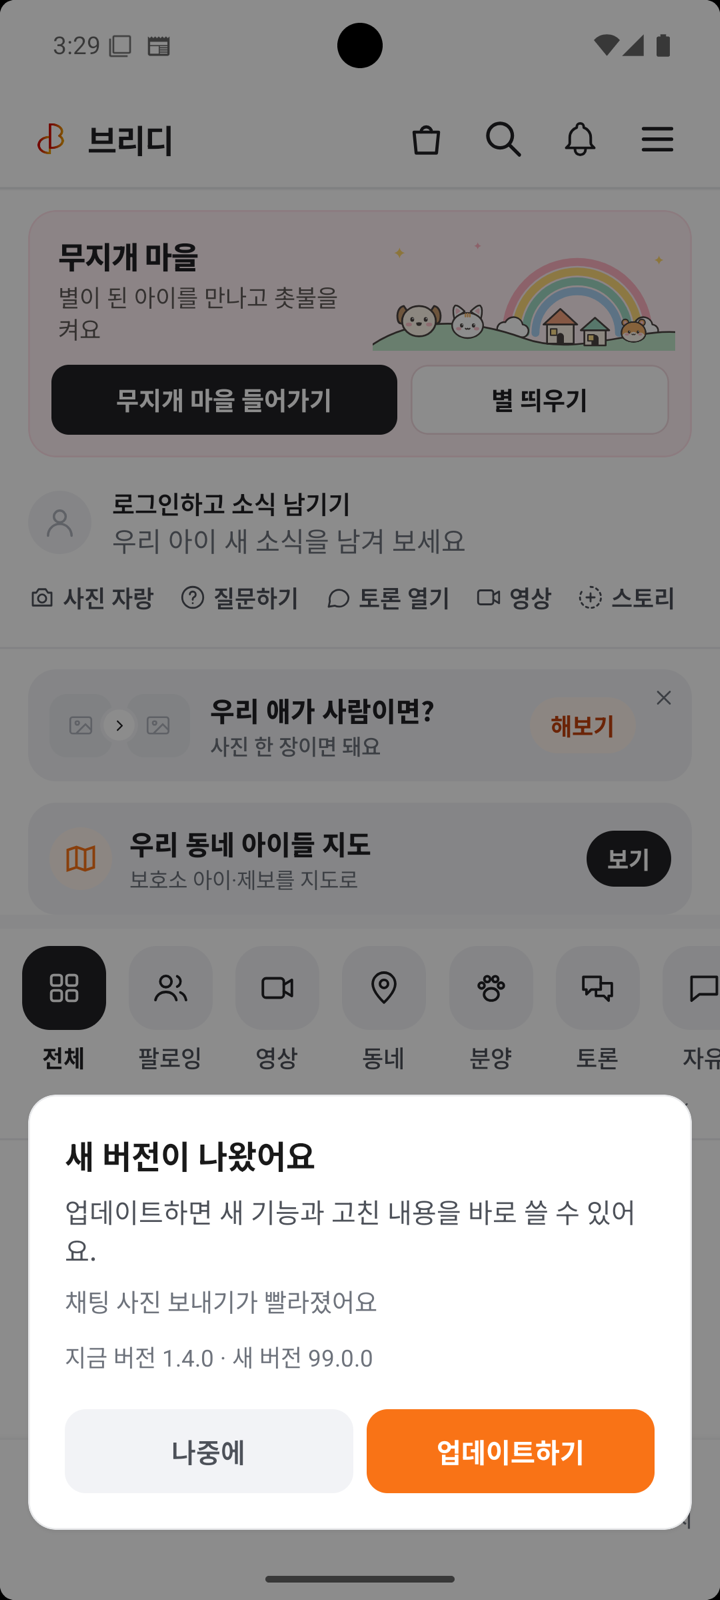 3:29
브리디
무지개 마을
별이 된 아이를 만나고 촛불을
켜요
무지개 마을 들어가기
별 띄우기
로그인하고 소식 남기기
우리 아이 새 소식을 남겨 보세요
사진 자랑
질문하기
토론 열기
영상
스토리
우리 애가 사람이면?
사진 한 장이면 돼요
해보기
우리 동네 아이들 지도
보호소 아이·제보를 지도로
보기
전체
팔로잉
영상
동네
분양
토론
자유
새 버전이 나왔어요
업데이트하면 새 기능과 고친 내용을 바로 쓸 수 있어
요.
채팅 사진 보내기가 빨라졌어요
지금 버전 1.4.0 · 새 버전 99.0.0
나중에
업데이트하기